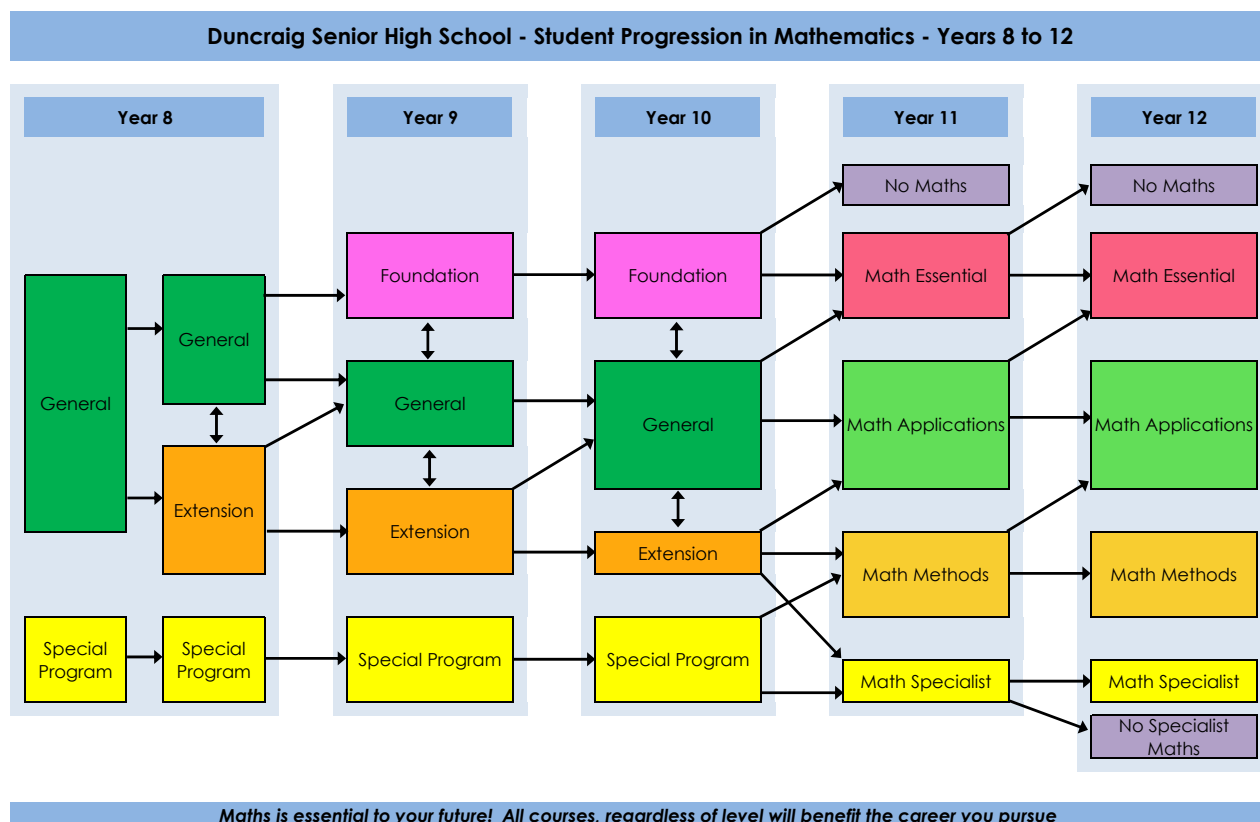 Duncraig Senior High School - Student Progression in Mathematics - Years 8 to 12
Year 8
Year 9
Year 10
Year 11
Year 12
No Maths
No Maths
Foundation
Foundation
Math Essential
Math Essential
General
General
General
General
Math Applications
Math Applications
Extension
Extension
Extension
Math Methods
Math Methods
Special
Program
Special
Program
Special Program
Special Program
Math Specialist
Math Specialist
No Specialist
Maths
Maths is essential to your future!  All courses, regardless of level will benefit the career you pursue